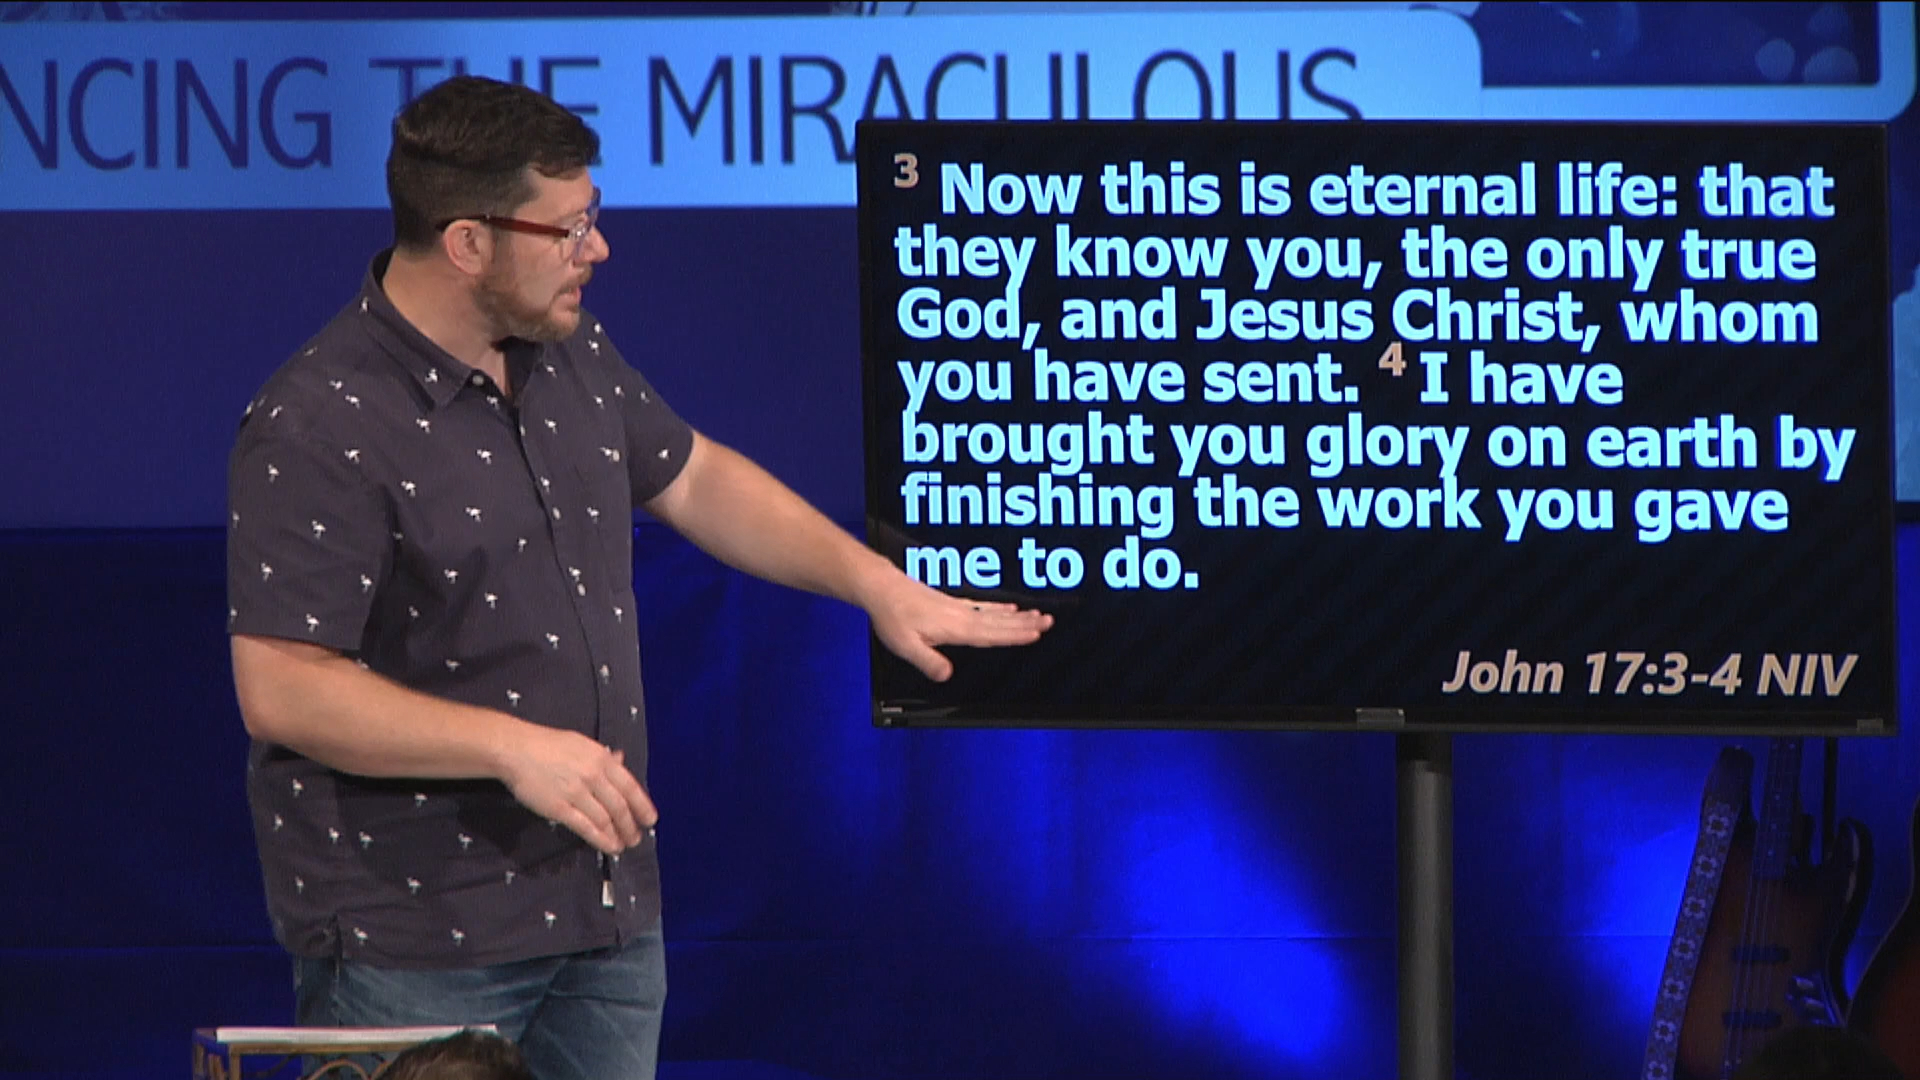 NCING THE MIRACULOUS
3 Now this is eternal life: that
they know you, the only true
God, and Jesus Christ, whom
you have sent. 4 I have
brought you glory on earth by
finishing the work you gave
me to do.
John 17:3-4 NIV